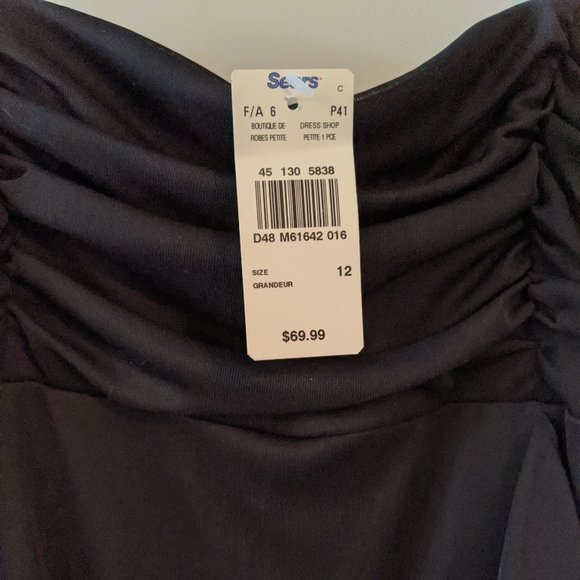 Sears
C
F/A 6 P41
BOUTIQUE DE DRESS SHOP
ROBES PETITE PETITE 1 PCE
45 130 5838
D48 M61642 016
SIZE 12
GRANDEUR
$69.99